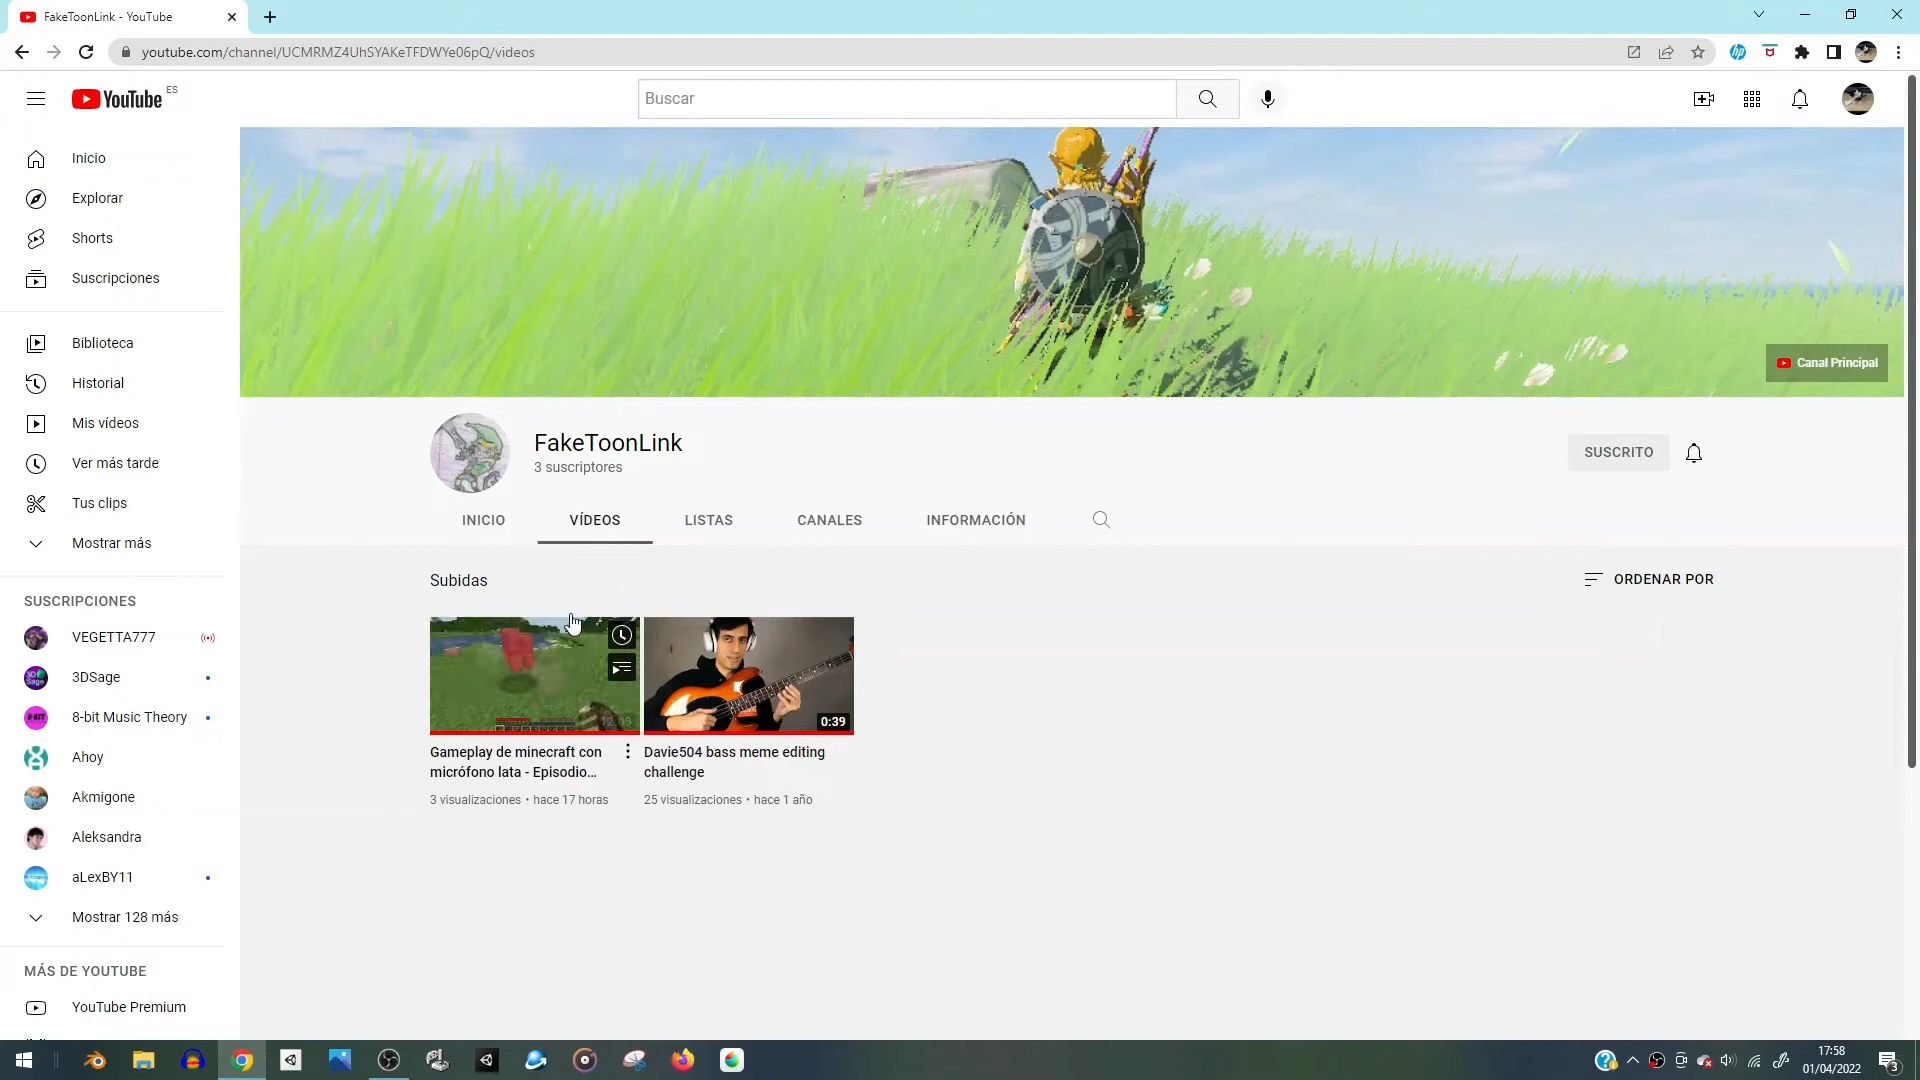 FakeToonLink - YouTube
youtube.com/channel/UCMRMZ4UhSYAKeTFDWYe06pQ/videos
YouTube ES
Buscar
Inicio
Explorar
Shorts
Suscripciones
Biblioteca
Historial
Mis vídeos
Ver más tarde
Tus clips
Mostrar más
SUSCRIPCIONES
VEGETTA777
3DSage
8-bit Music Theory
Ahoy
Akmigone
Aleksandra
aLexBY11
Mostrar 128 más
MÁS DE YOUTUBE
YouTube Premium
Canal Principal
FakeToonLink
3 suscriptores
SUSCRITO
INICIO VÍDEOS LISTAS CANALES INFORMACIÓN
Subidas
ORDENAR POR
12:09
Gameplay de minecraft con
micrófono lata - Episodio...
3 visualizaciones • hace 17 horas
0:39
Davie504 bass meme editing
challenge
25 visualizaciones • hace 1 año
17:58
01/04/2022
3